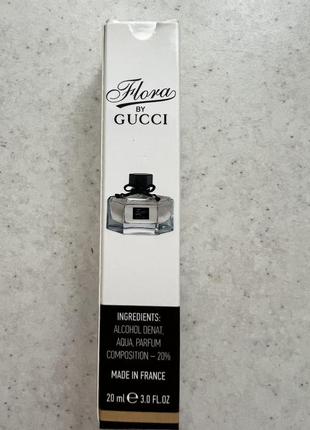 Flora
BY
GUCCI
INGREDIENTS:
ALCOHOL DENAT,
AQUA, PARFUM
COMPOSITION – 20%
MADE IN FRANCE
20 ml ℮ 3.0 FL.OZ